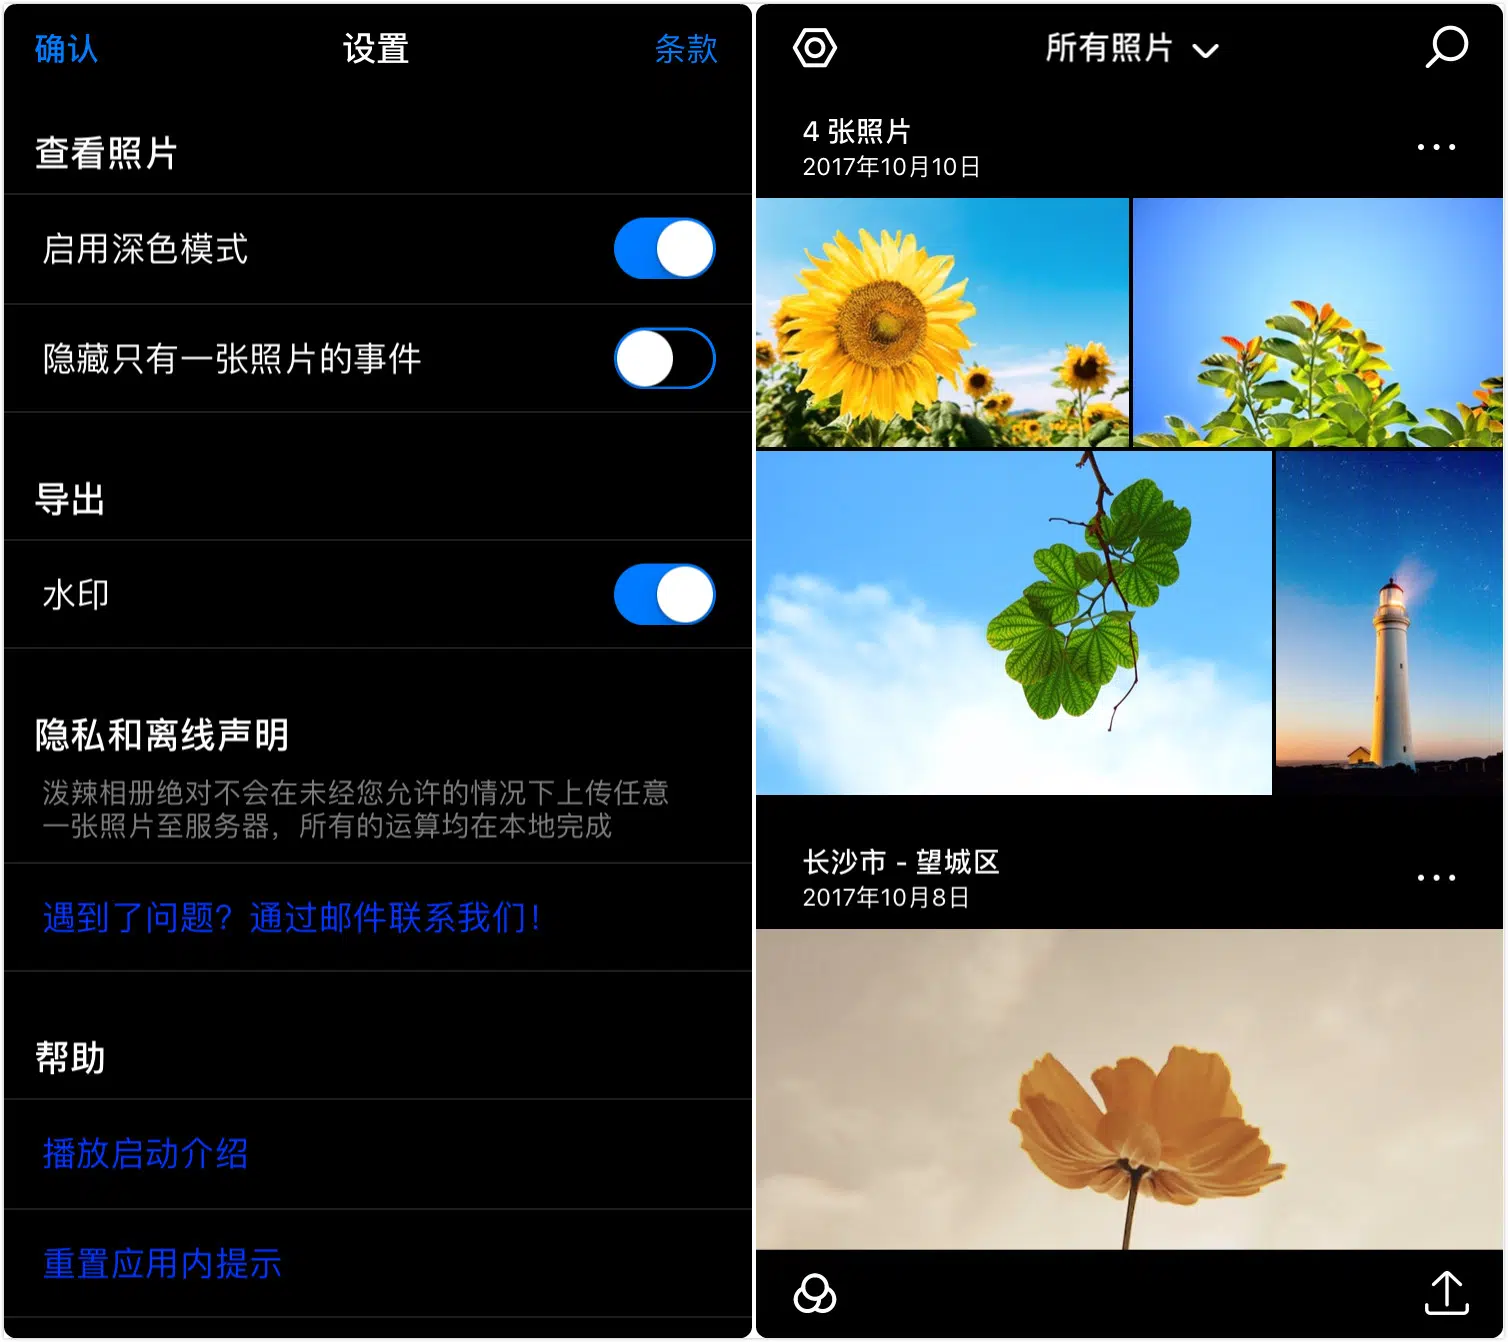 确认
设置
条款
查看照片
启用深色模式
隐藏只有一张照片的事件
导出
水印
隐私和离线声明
泼辣相册绝对不会在未经您允许的情况下上传任意
一张照片至服务器，所有的运算均在本地完成
遇到了问题？通过邮件联系我们！
帮助
播放启动介绍
重置应用内提示
所有照片
4 张照片
2017年10月10日
长沙市 - 望城区
2017年10月8日